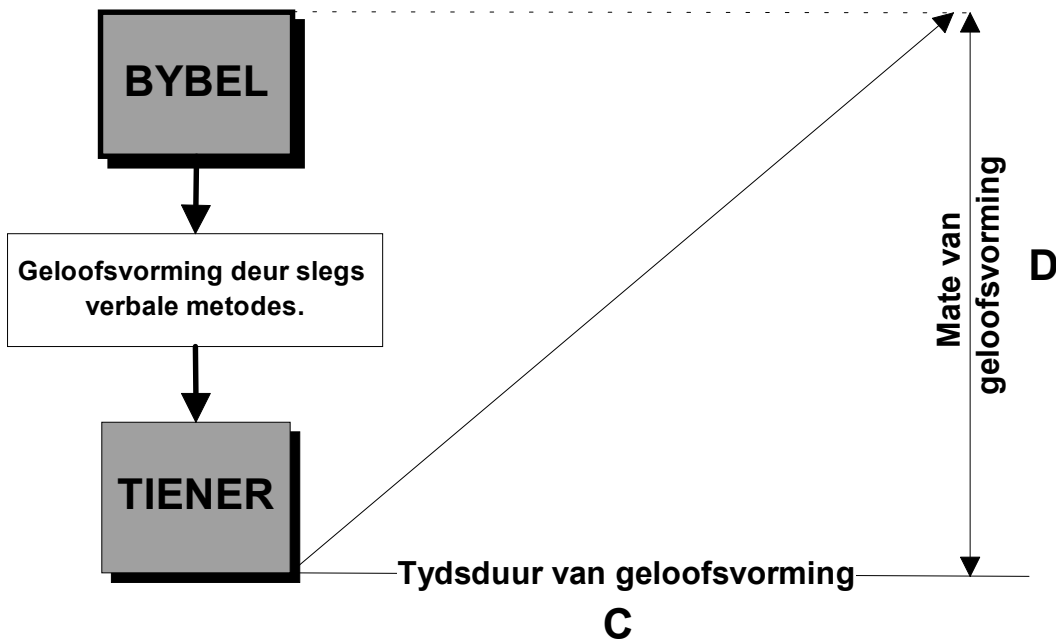 BYBEL
Geloofsvorming deur slegs
verbale metodes.
TIENER
Mate van
geloofsvorming
D
Tydsduur van geloofsvorming
C